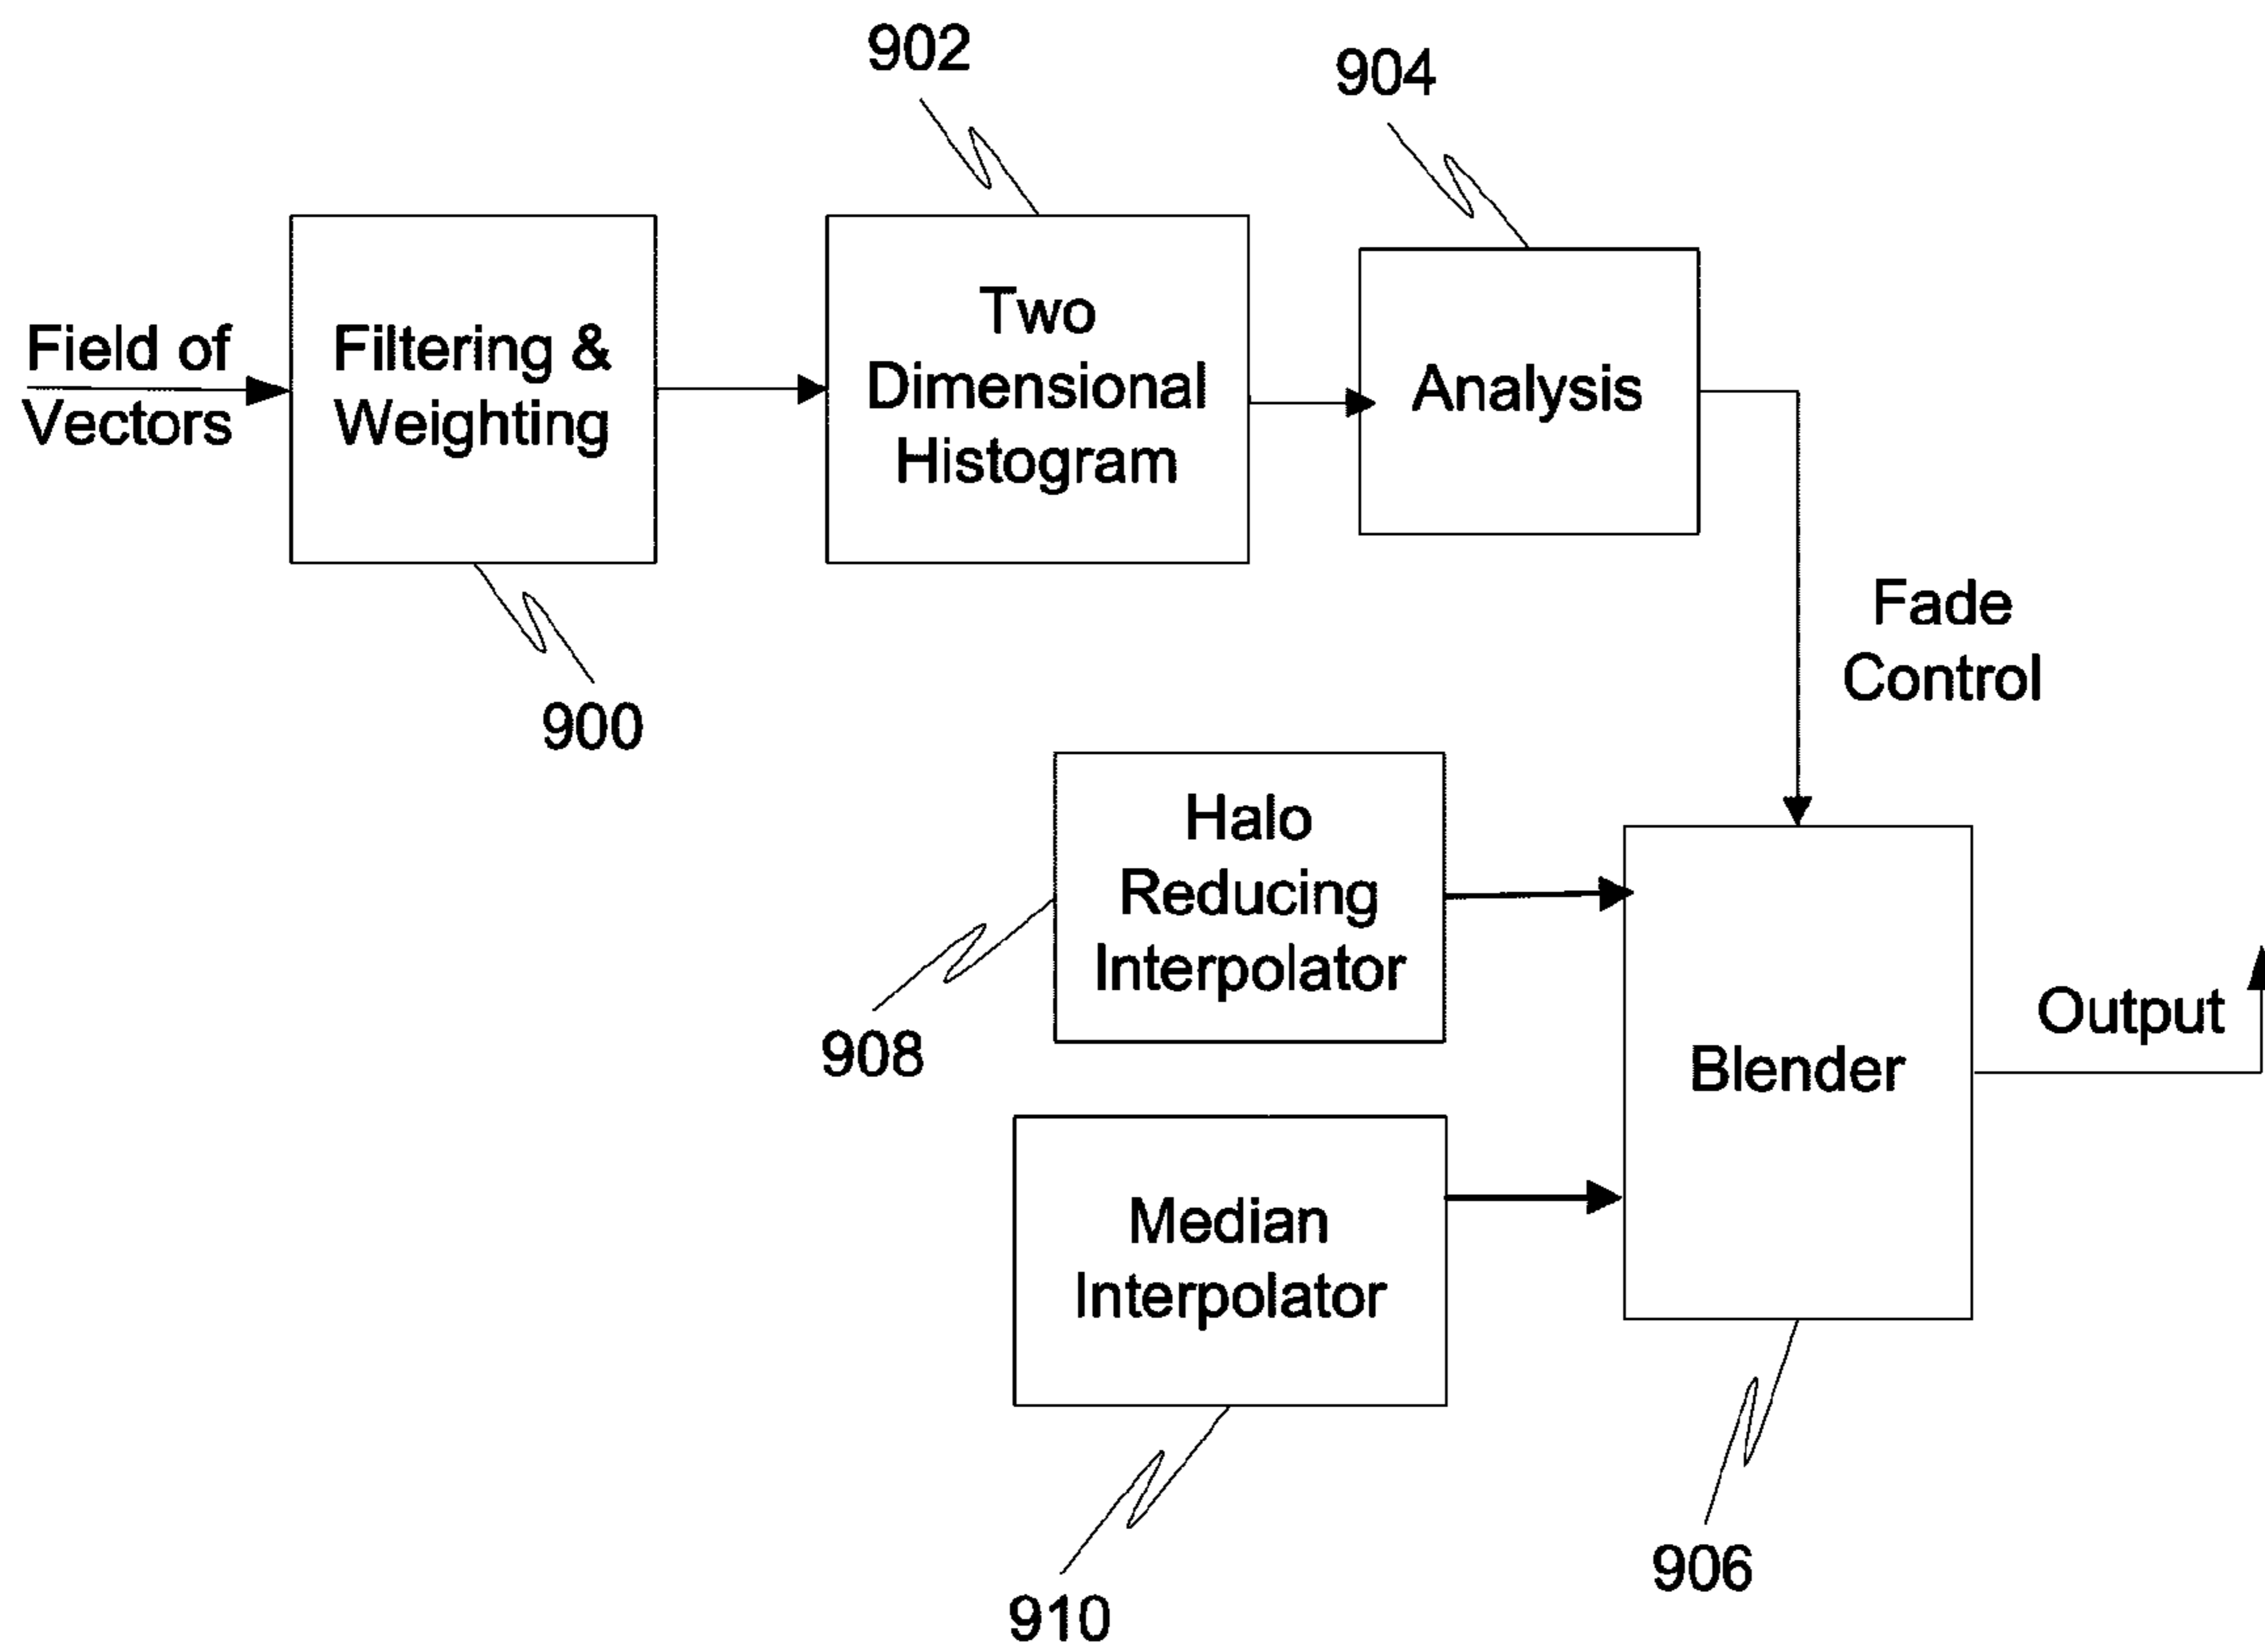 902
904
Field of
Vectors
Filtering &
Weighting
Two
Dimensional
Histogram
Analysis
900
Fade
Control
Halo
Reducing
Interpolator
908
Blender
Output
Median
Interpolator
910
906